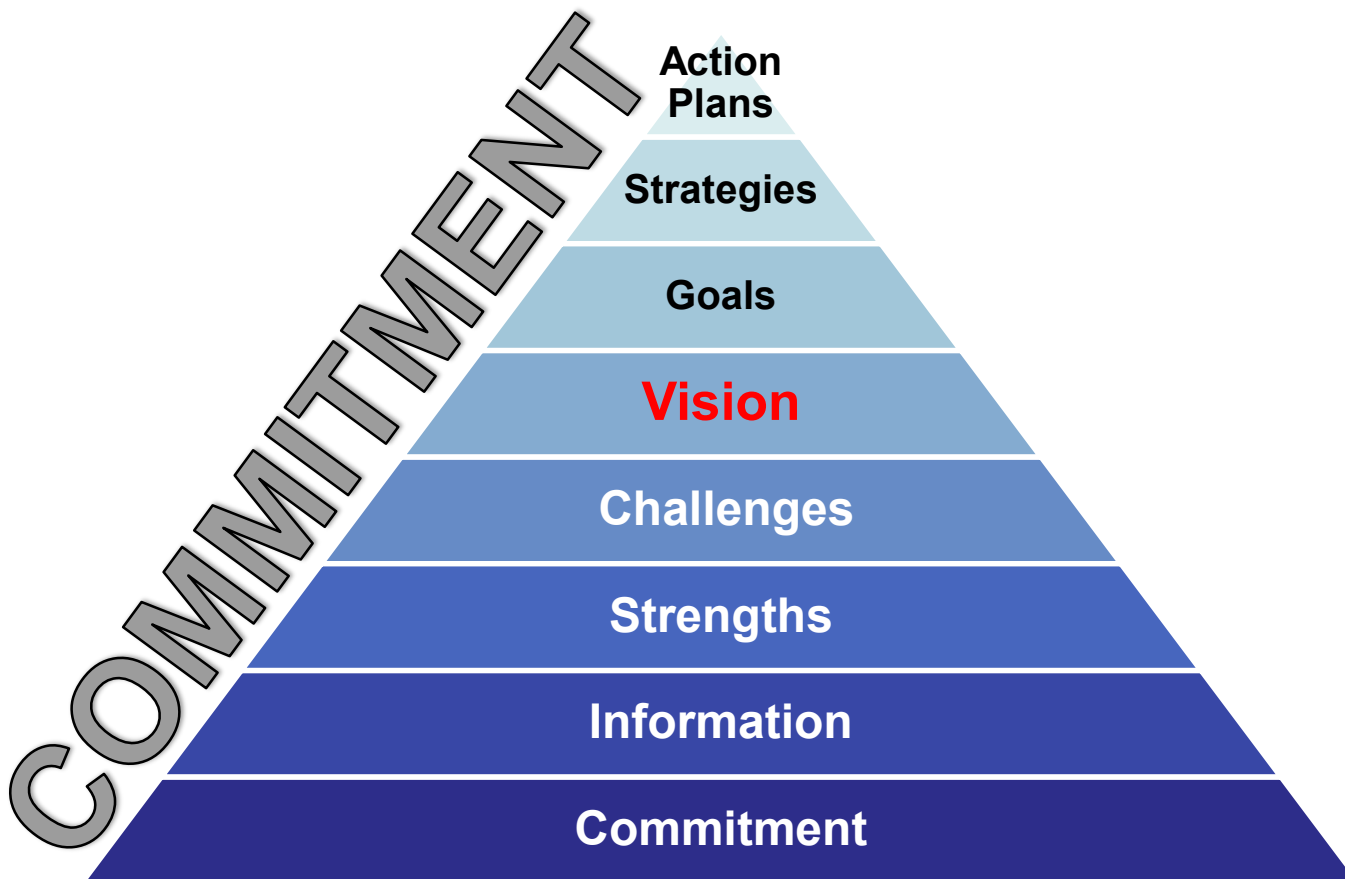 COMMITMENT
Action
Plans
Strategies
Goals
Vision
Challenges
Strengths
Information
Commitment